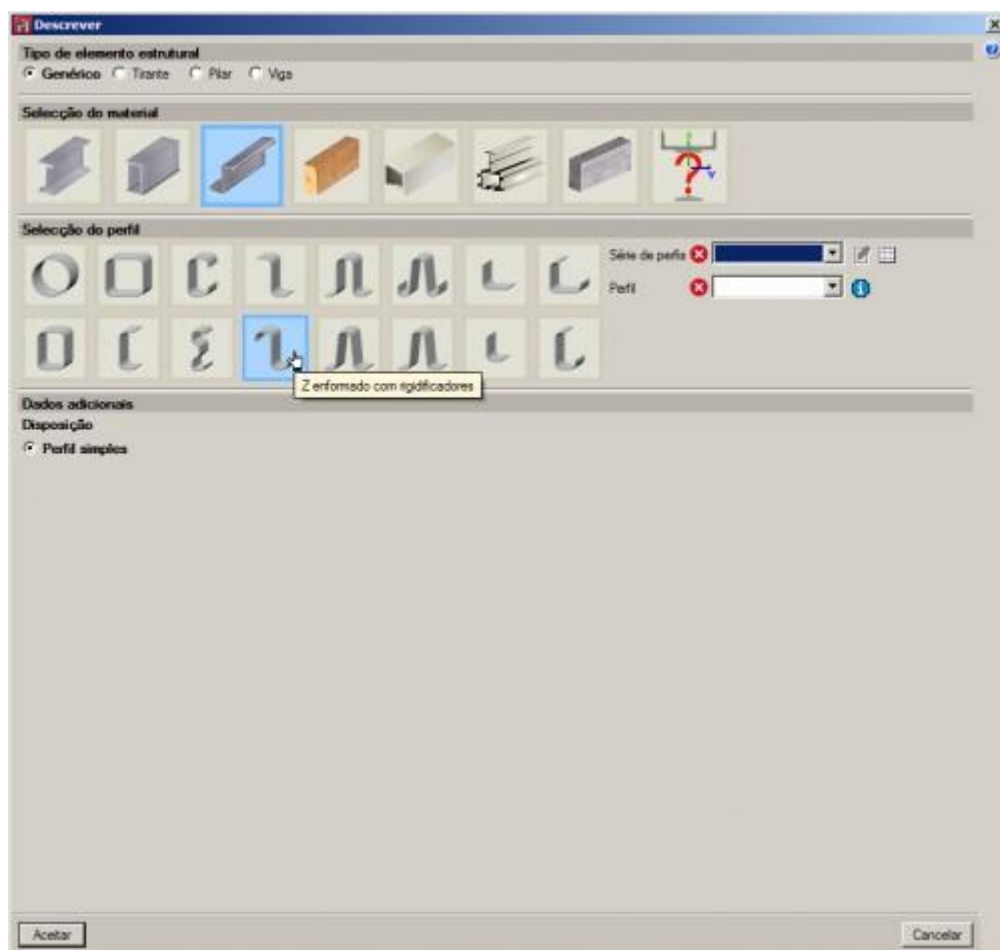 Descrever
Tipo de elemento estrutural
Genérico Tirante Pilar Viga
Selecção do material
Selecção do perfil
Série de perfis
Perfil
Z enformado com rigidificadores
Dados adicionais
Disposição
Perfil simples
Aceitar Cancelar